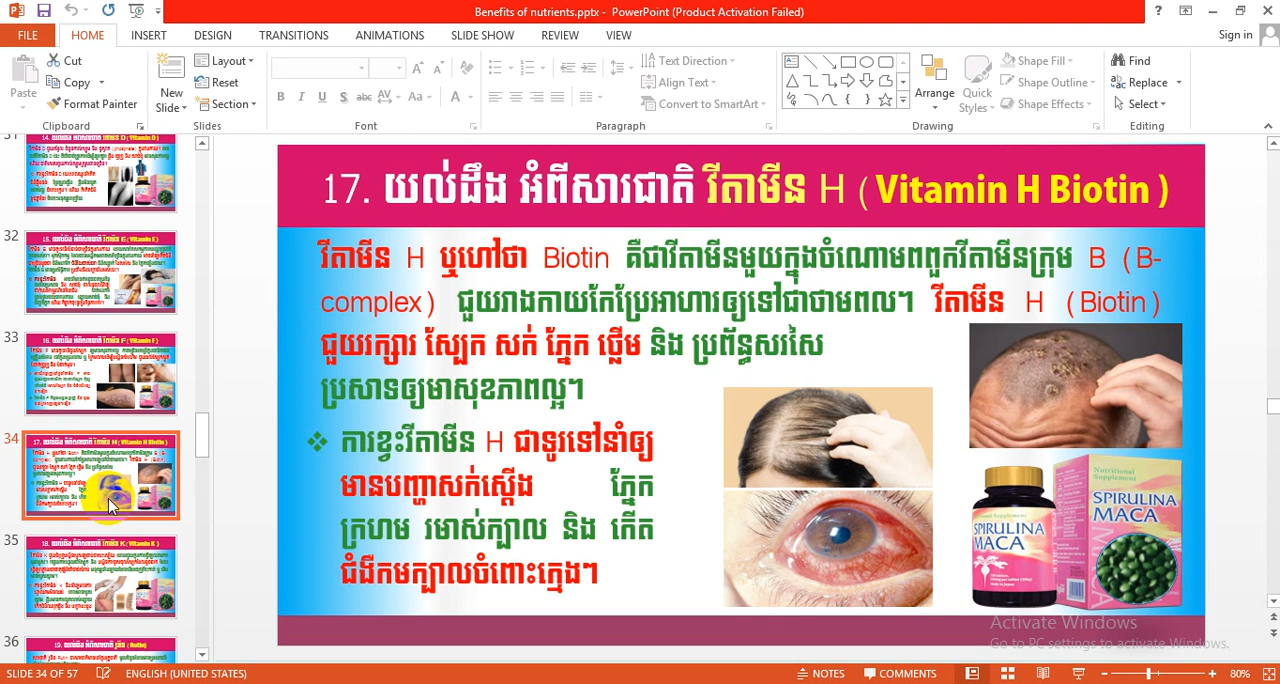 Benefits of nutrients.pptx - PowerPoint (Product Activation Failed)
FILE HOME INSERT DESIGN TRANSITIONS ANIMATIONS SLIDE SHOW REVIEW VIEW Sign in
Paste
Cut
Copy
Format Painter
Clipboard
New Slide
Layout
Reset
Section
Slides
B I U S abc AV Aa A
Font
Text Direction
Align Text
Convert to SmartArt
Paragraph
Arrange
Quick Styles
Shape Fill
Shape Outline
Shape Effects
Drawing
Find
Replace
Select
Editing
32
33
34
35
36
17. យល់ដឹង អំពីសារជាតិ វីតាមីន H ( Vitamin H Biotin )
វីតាមីន H ឬហៅថា Biotin គឺជាវីតាមីនមួយក្នុងចំណោមពពួកវីតាមីនក្រុម B (B-
complex) ជួយរាងកាយកែប្រែអាហារឲ្យទៅជាថាមពល។ វីតាមីន H (Biotin)
ជួយរក្សារ ស្បែក សក់ ភ្នែក ថ្លើម និង ប្រព័ន្ធសរសៃ
ប្រសាទឲ្យមាសុខភាពល្អ។
❖ ការខ្វះវីតាមីន H ជាទូរទៅនាំឲ្យ
មានបញ្ហាសក់ស្តើង ភ្នែក
ក្រហម រមាស់ក្បាល និង កើត
ជំងឺកមក្បាលចំពោះក្មេង។
Nutritional Supplement
SPIRULINA MACA
SPIRULINA MACA
Activate Windows
Go to PC settings to activate Windows.
SLIDE 34 OF 57 ENGLISH (UNITED STATES) NOTES COMMENTS 80%